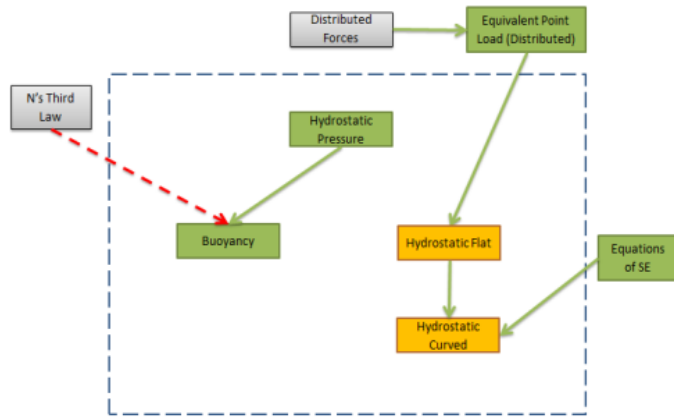 Distributed
Forces
Equivalent Point
Load (Distributed)
N's Third
Law
Hydrostatic
Pressure
Buoyancy
Hydrostatic Flat
Equations
of SE
Hydrostatic
Curved